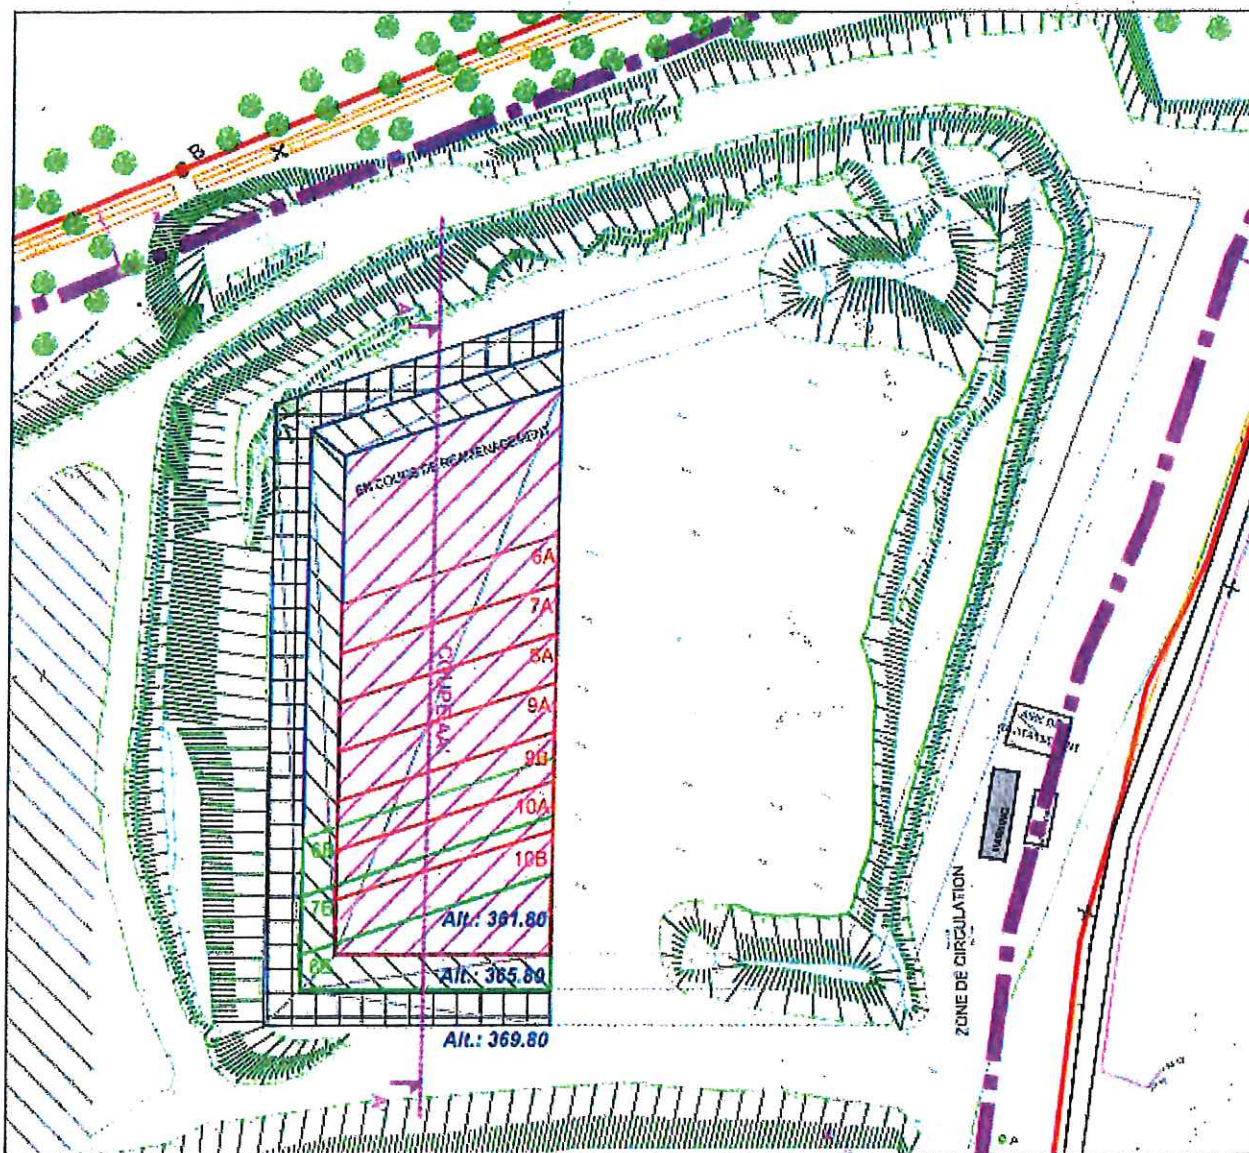 B
A
EN COURS DE REAMENAGEMENT
6A
7A
8A
COUPE AA'
9A
9B
10A
6B
10B
7B
Alt.: 361.80
8B
Alt.: 365.80
Alt.: 369.80
ZONE DE CIRCULATION
A
A